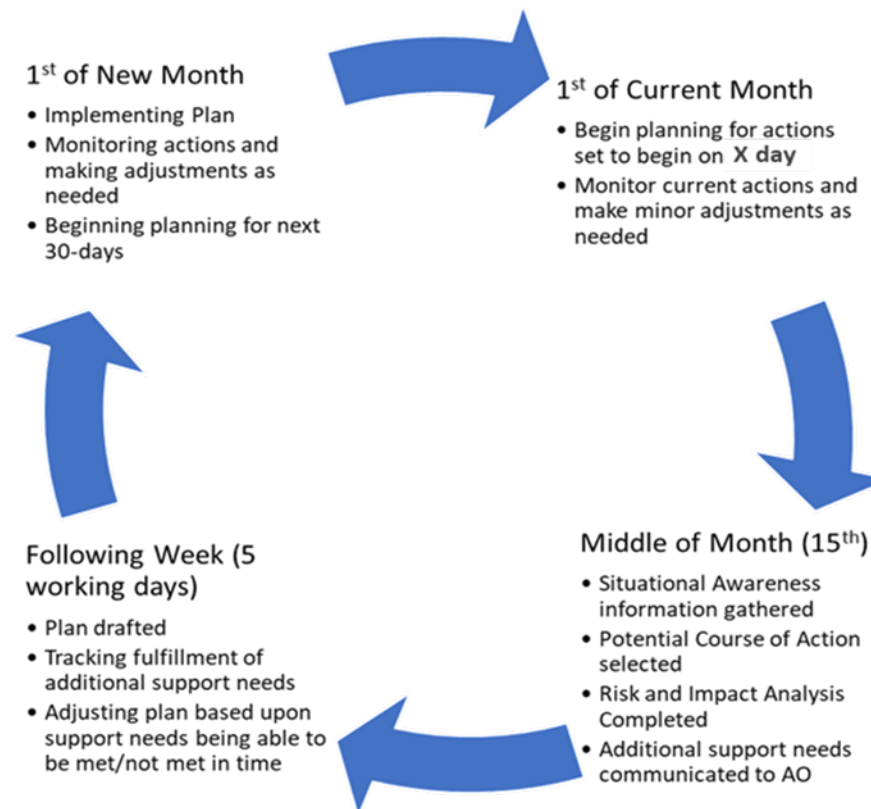 1st of New Month
• Implementing Plan
• Monitoring actions and
making adjustments as
needed
• Beginning planning for next
30-days
1st of Current Month
• Begin planning for actions
set to begin on X day
• Monitor current actions and
make minor adjustments as
needed
Middle of Month (15th)
• Situational Awareness
information gathered
• Potential Course of Action
selected
• Risk and Impact Analysis
Completed
• Additional support needs
communicated to AO
Following Week (5
working days)
• Plan drafted
• Tracking fulfillment of
additional support needs
• Adjusting plan based upon
support needs being able to
be met/not met in time